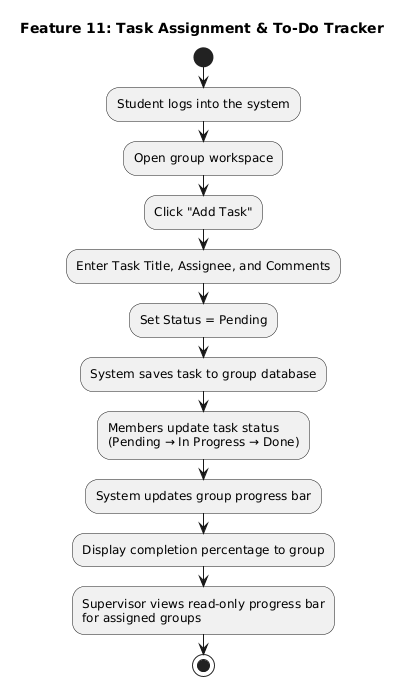 Feature 11: Task Assignment & To-Do Tracker
Student logs into the system
Open group workspace
Click "Add Task"
Enter Task Title, Assignee, and Comments
Set Status = Pending
System saves task to group database
Members update task status
(Pending → In Progress → Done)
System updates group progress bar
Display completion percentage to group
Supervisor views read-only progress bar
for assigned groups